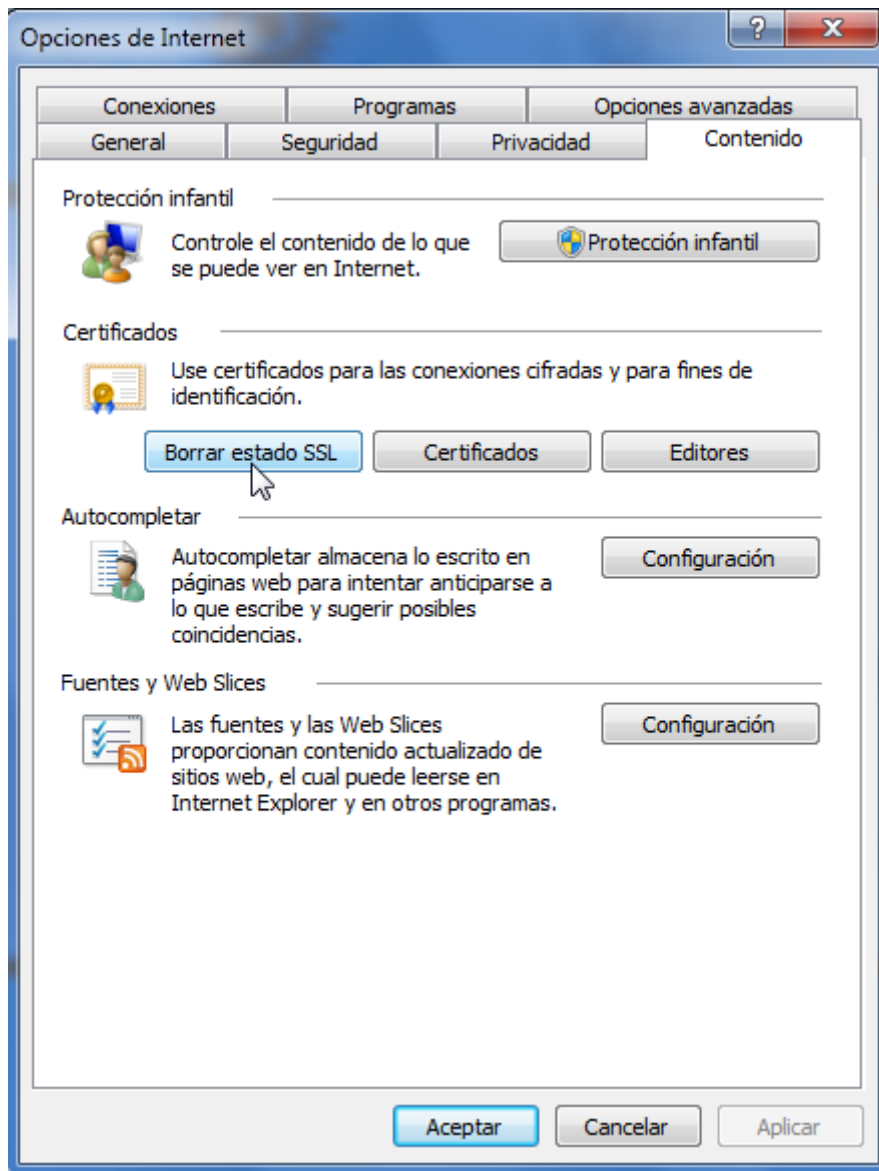 Opciones de Internet
Conexiones Programas Opciones avanzadas
General Seguridad Privacidad Contenido
Protección infantil
Controle el contenido de lo que
se puede ver en Internet.
Protección infantil
Certificados
Use certificados para las conexiones cifradas y para fines de
identificación.
Borrar estado SSL Certificados Editores
Autocompletar
Autocompletar almacena lo escrito en
páginas web para intentar anticiparse a
lo que escribe y sugerir posibles
coincidencias.
Configuración
Fuentes y Web Slices
Las fuentes y las Web Slices
proporcionan contenido actualizado de
sitios web, el cual puede leerse en
Internet Explorer y en otros programas.
Configuración
Aceptar Cancelar Aplicar